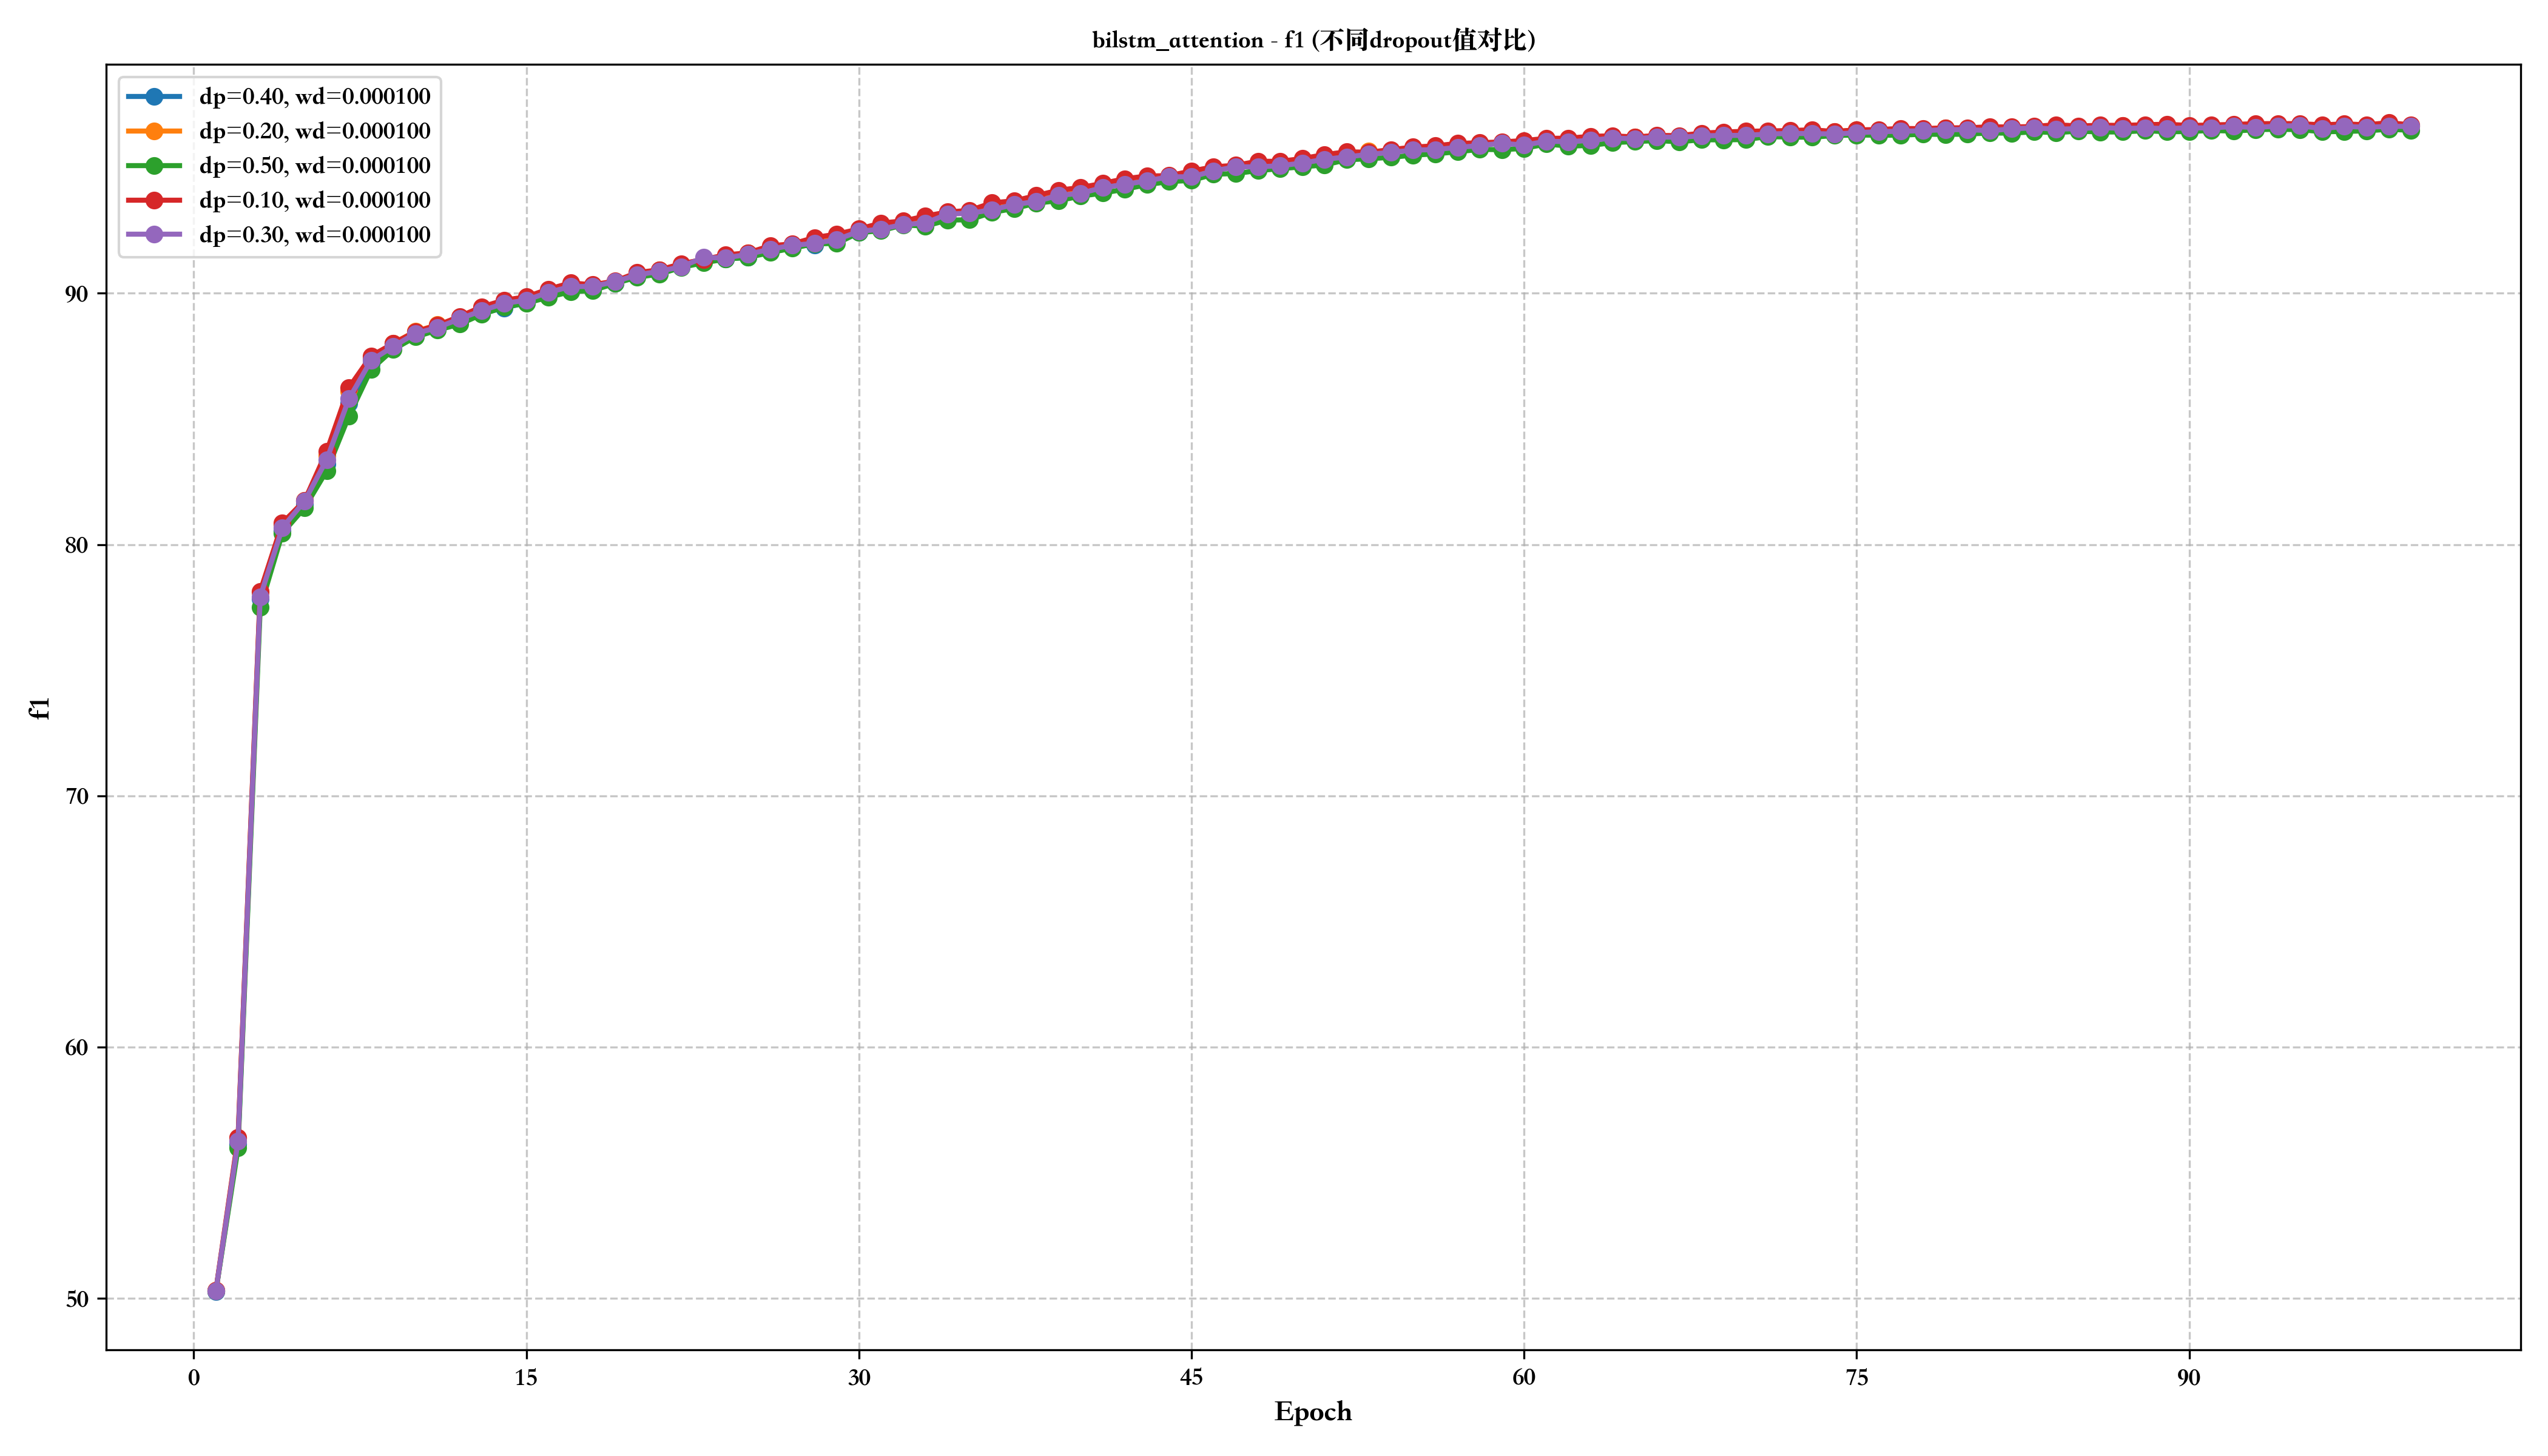 bilstm_attention - f1 (不同dropout值对比)
dp=0.40, wd=0.000100
dp=0.20, wd=0.000100
dp=0.50, wd=0.000100
dp=0.10, wd=0.000100
dp=0.30, wd=0.000100
90
80
70
60
50
f1
0 15 30 45 60 75 90
Epoch